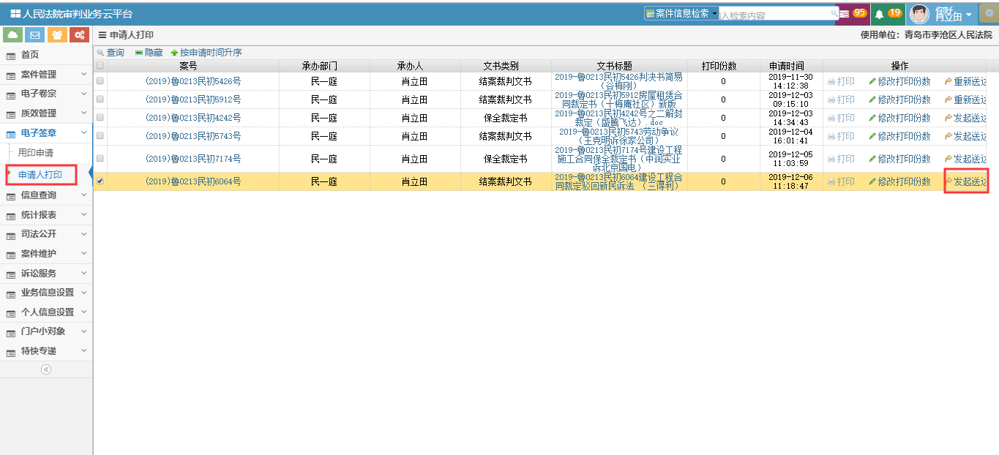 人民法院审判业务云平台
案件信息检索
入检索内容
95
19
您好
肖立田
申请人打印
使用单位: 青岛市李沧区人民法院
首页
案件管理
电子卷宗
质效管理
电子签章
用印申请
申请人打印
信息查询
统计报表
司法公开
案件维护
诉讼服务
业务信息设置
个人信息设置
门户小对象
特快专递
查询 隐藏 按申请时间升序
案号 承办部门 承办人 文书类别 文书标题 打印份数 申请时间 操作
(2019)鲁0213民初5426号 民一庭 肖立田 结案裁判文书 2019-鲁0213民初5426判决书简易 0 2019-11-30 打印 修改打印份数 重新送达
(谷梅刚) 14:12:38
(2019)鲁0213民初5912号 民一庭 肖立田 结案裁判文书 2019-鲁0213民初5912房屋租赁合 0 2019-12-03 打印 修改打印份数 重新送达
同裁定书(十梅庵社区)新版 09:15:10
(2019)鲁0213民初4242号 民一庭 肖立田 保全裁定书 2019-鲁0213民初4242号之二解封 0 2019-12-03 打印 修改打印份数 发起送达
裁定(盛腾飞达).doc 14:34:43
(2019)鲁0213民初5743号 民一庭 肖立田 结案裁判文书 2019-鲁0213民初5743劳动争议 0 2019-12-04 打印 修改打印份数 发起送达
(王克明诉徐家公司) 16:01:41
(2019)鲁0213民初7174号 民一庭 肖立田 保全裁定书 2019-鲁0213民初7174号建设工程 0 2019-12-05 打印 修改打印份数 发起送达
施工合同保全裁定书(中润实业 11:03:59
诉北京国电)
(2019)鲁0213民初6064号 民一庭 肖立田 结案裁判文书 2019-鲁0213民初6064建设工程合 0 2019-12-06 打印 修改打印份数 发起送达
同裁定驳回新民诉法 (三得利) 11:18:47